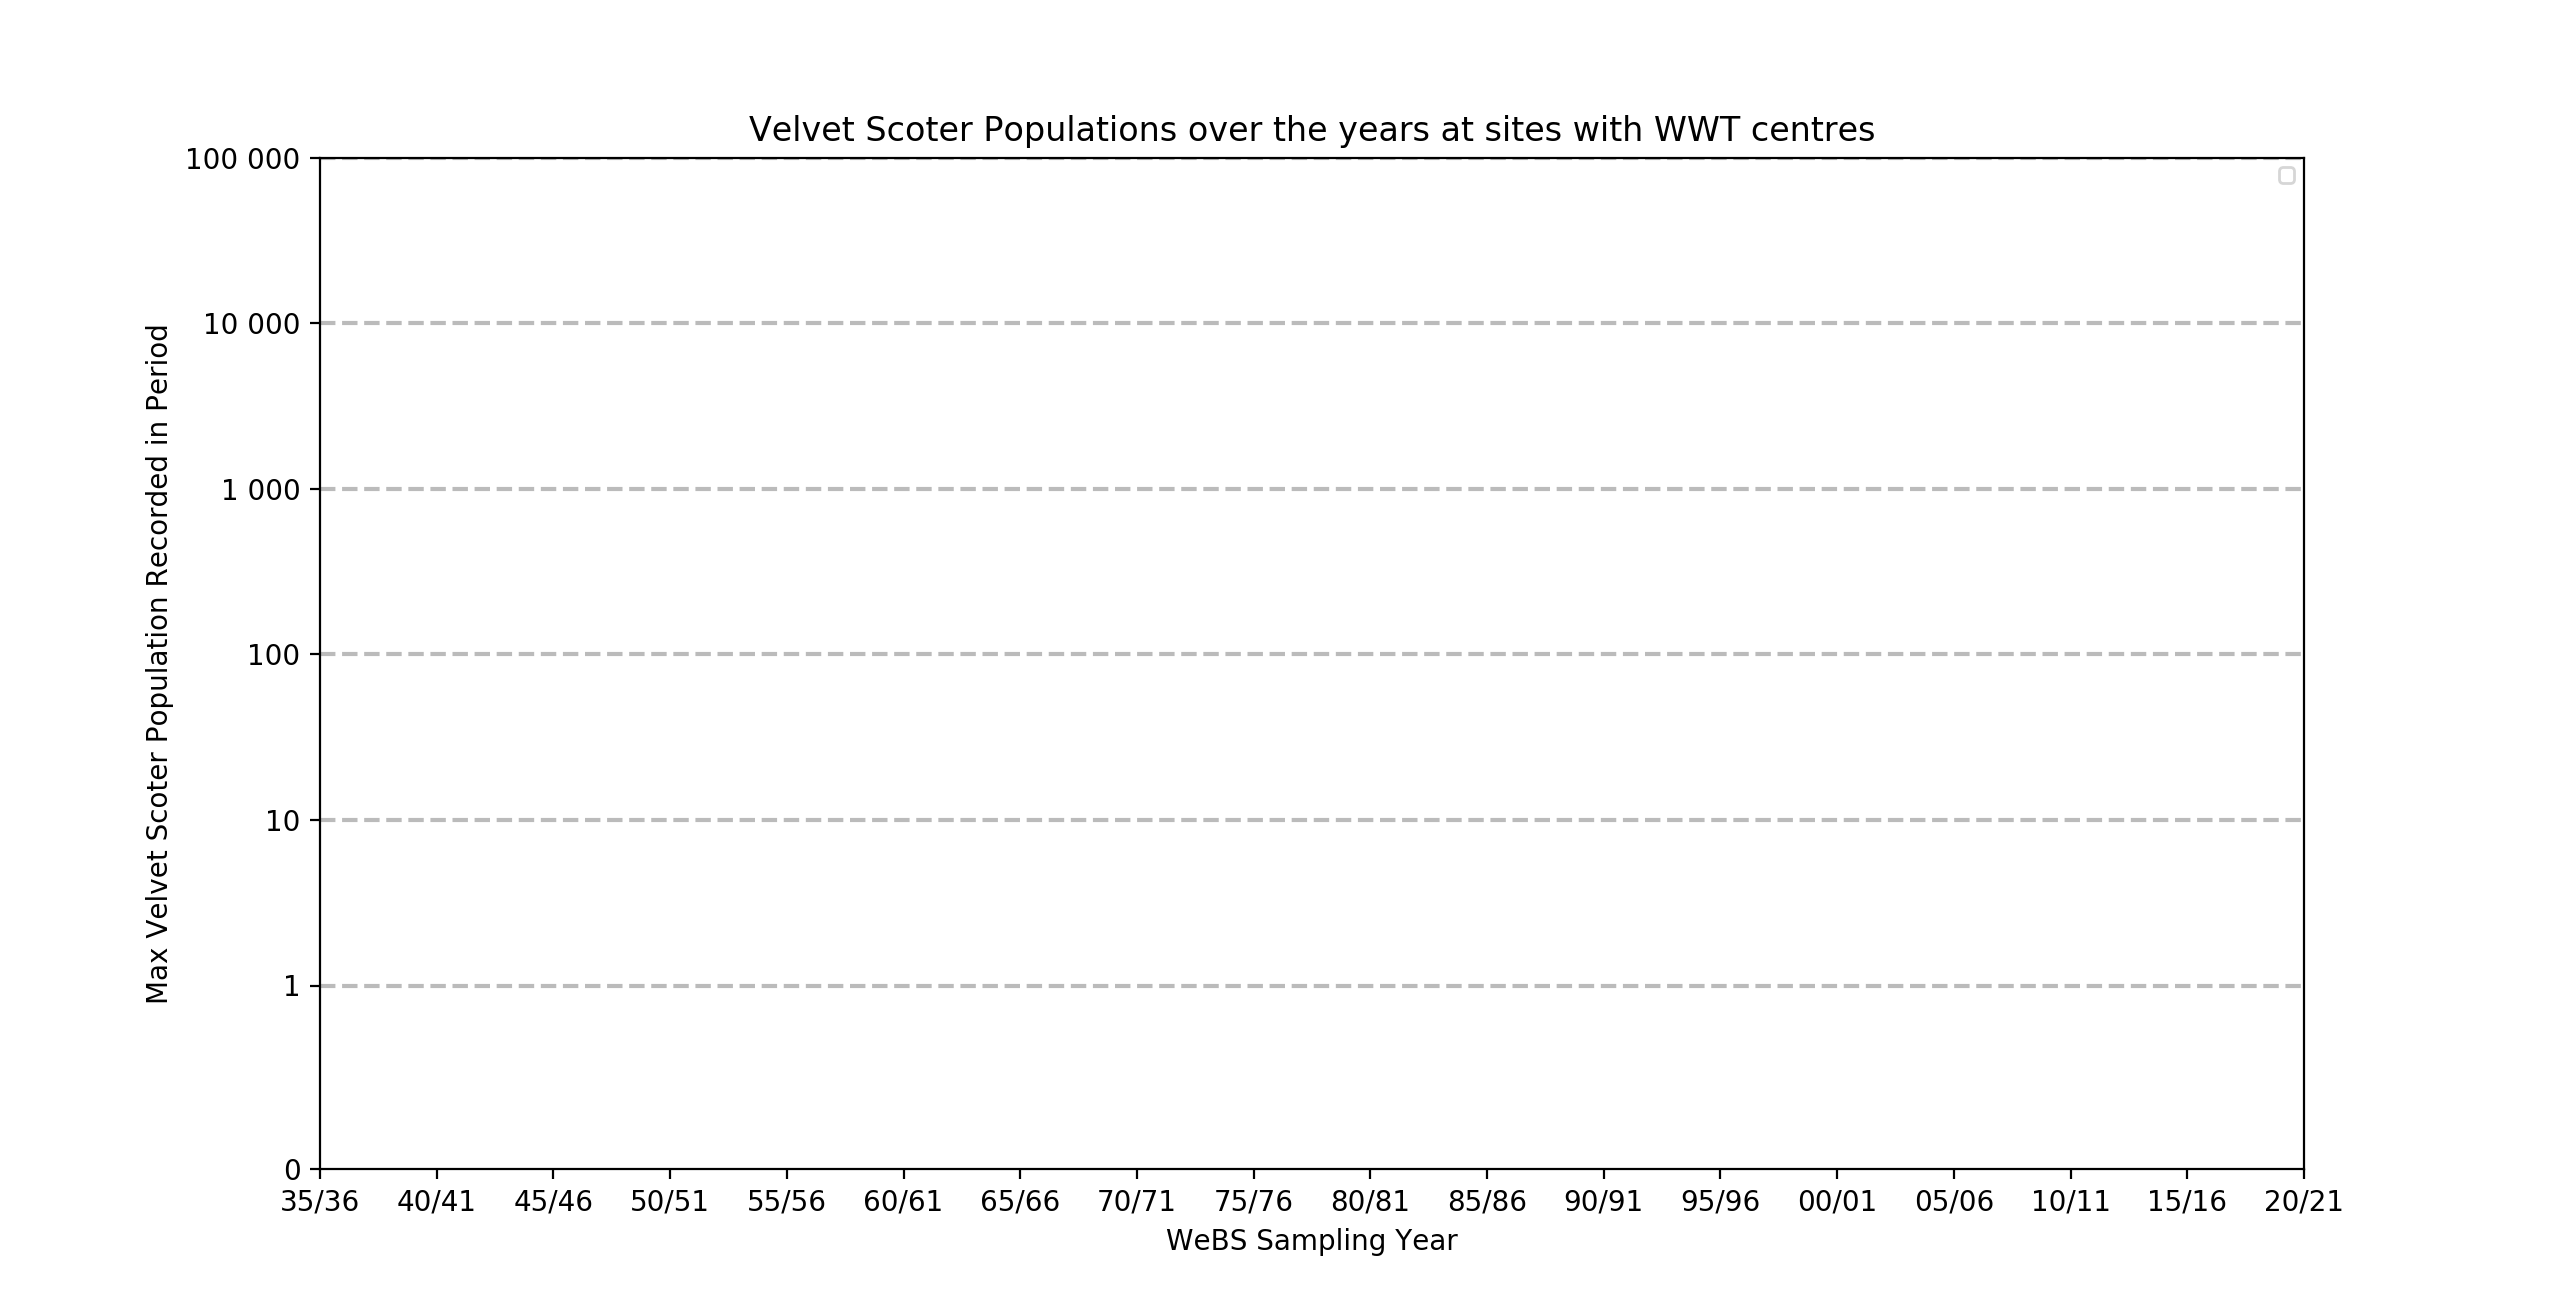 Velvet Scoter Populations over the years at sites with WWT centres
Max Velvet Scoter Population Recorded in Period
100 000
10 000
1 000
100
10
1
0
35/36 40/41 45/46 50/51 55/56 60/61 65/66 70/71 75/76 80/81 85/86 90/91 95/96 00/01 05/06 10/11 15/16 20/21
WeBS Sampling Year